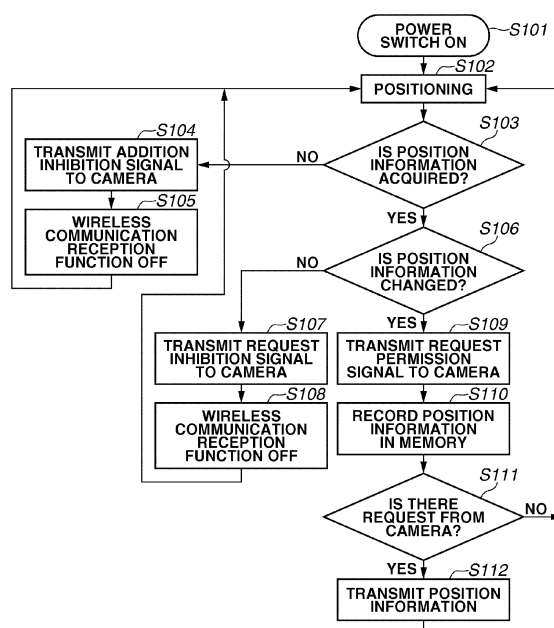 POWER
SWITCH ON
S101
S102
POSITIONING
S103
IS POSITION
INFORMATION
ACQUIRED?
NO
YES
S104
TRANSMIT ADDITION
INHIBITION SIGNAL
TO CAMERA
S105
WIRELESS
COMMUNICATION
RECEPTION
FUNCTION OFF
S106
IS POSITION
INFORMATION
CHANGED?
NO
YES
S107
TRANSMIT REQUEST
INHIBITION SIGNAL
TO CAMERA
S108
WIRELESS
COMMUNICATION
RECEPTION
FUNCTION OFF
S109
TRANSMIT REQUEST
PERMISSION
SIGNAL TO CAMERA
S110
RECORD POSITION
INFORMATION
IN MEMORY
S111
IS THERE
REQUEST FROM
CAMERA?
NO
YES
S112
TRANSMIT POSITION
INFORMATION